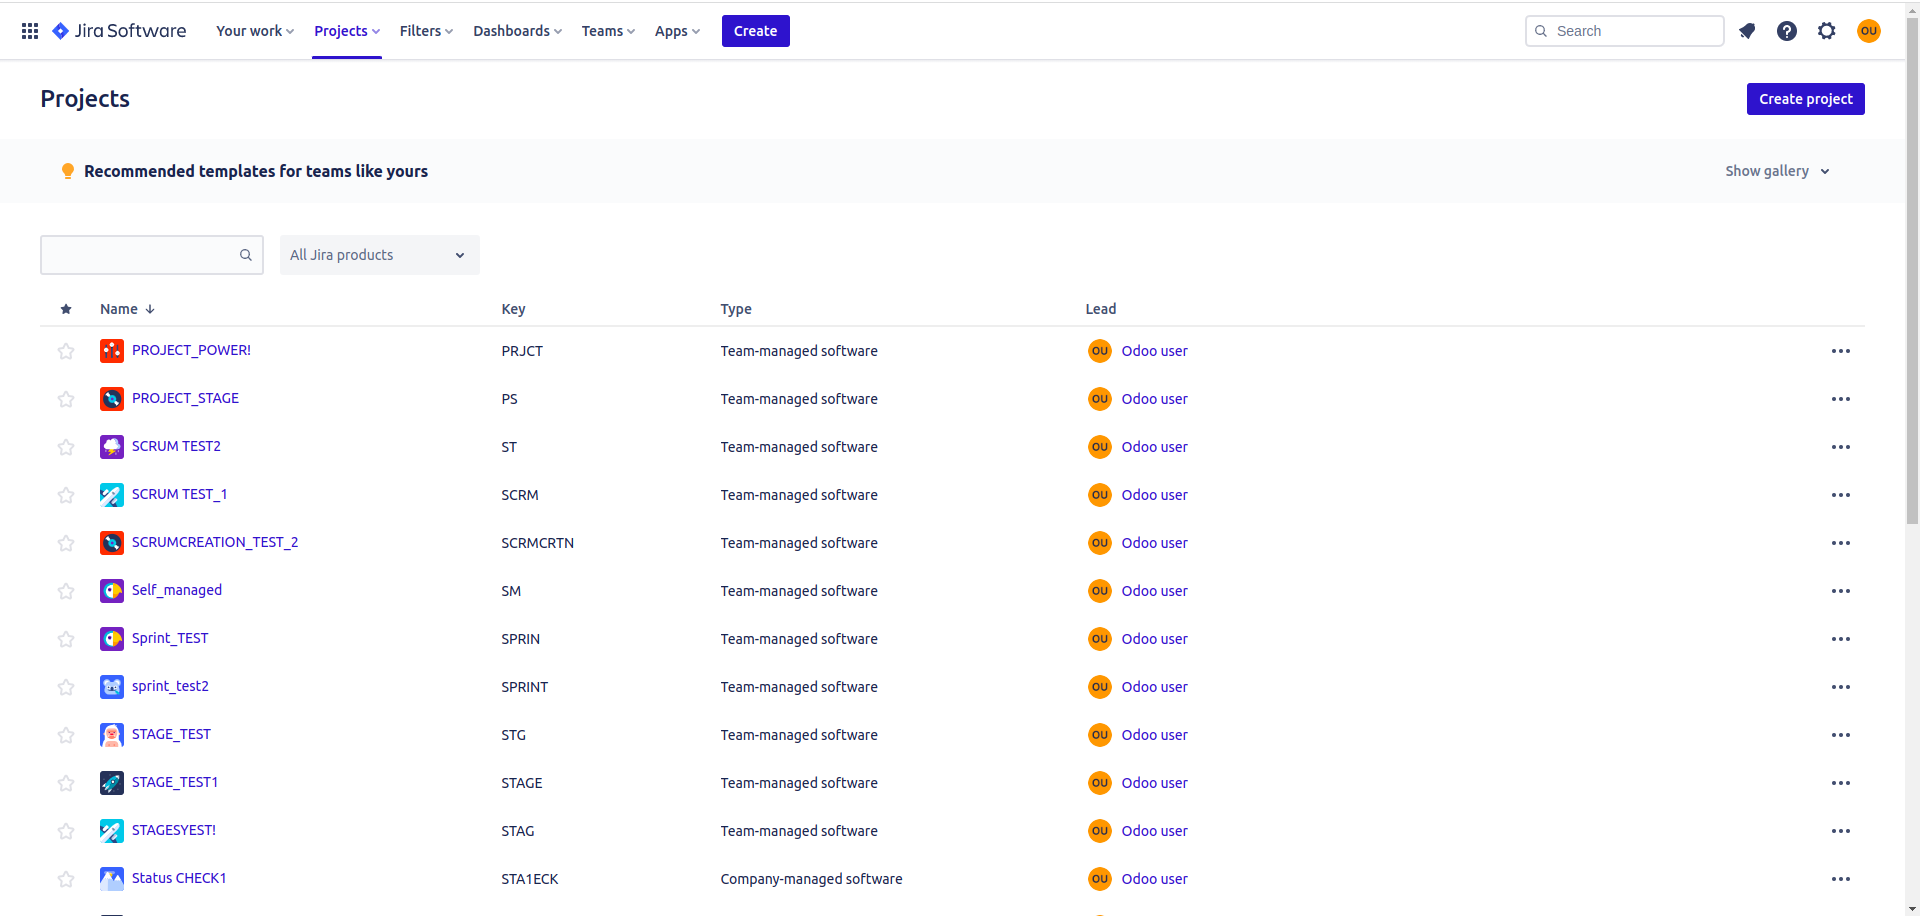 Jira Software Your work Projects Filters Dashboards Teams Apps Create Search OU
Projects Create project
Recommended templates for teams like yours Show gallery
All Jira products
Name Key Type Lead
PROJECT_POWER! PRJCT Team-managed software OU Odoo user
PROJECT_STAGE PS Team-managed software OU Odoo user
SCRUM TEST2 ST Team-managed software OU Odoo user
SCRUM TEST_1 SCRM Team-managed software OU Odoo user
SCRUMCREATION_TEST_2 SCRMCRTN Team-managed software OU Odoo user
Self_managed SM Team-managed software OU Odoo user
Sprint_TEST SPRIN Team-managed software OU Odoo user
sprint_test2 SPRINT Team-managed software OU Odoo user
STAGE_TEST STG Team-managed software OU Odoo user
STAGE_TEST1 STAGE Team-managed software OU Odoo user
STAGESYEST! STAG Team-managed software OU Odoo user
Status CHECK1 STA1ECK Company-managed software OU Odoo user